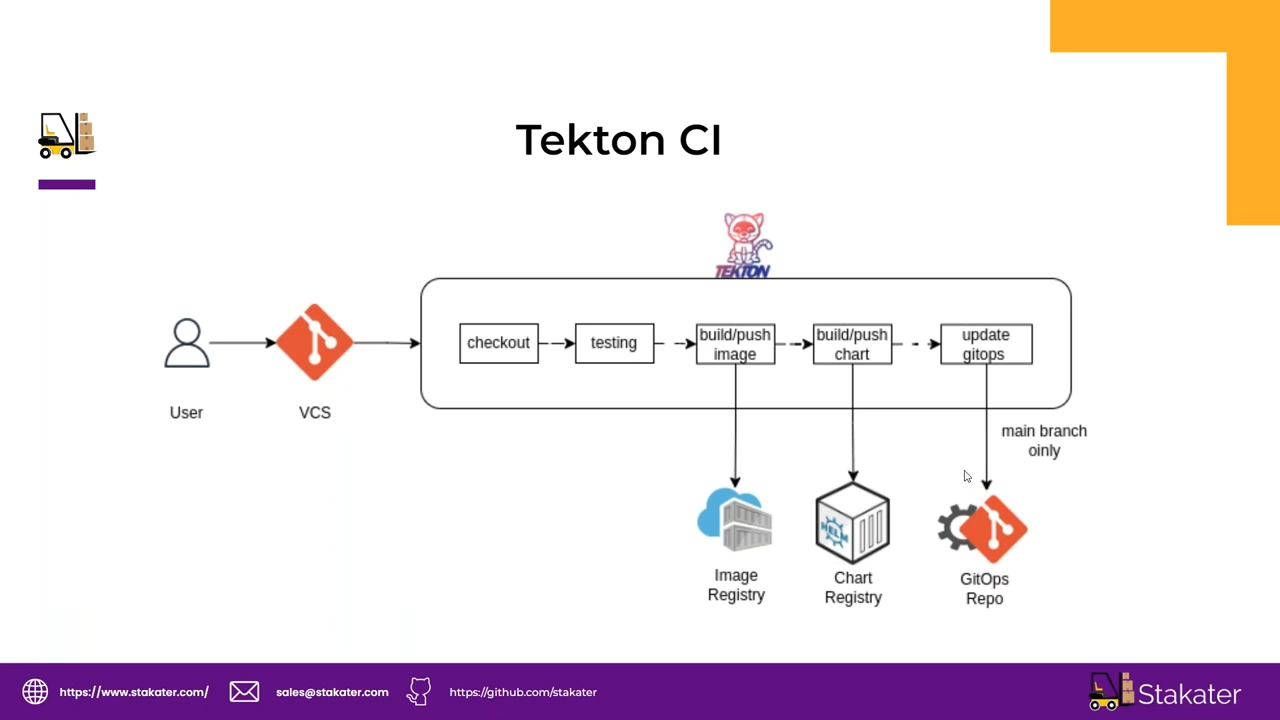 Tekton CI
TEKTON
checkout
testing
build/push
image
build/push
chart
update
gitops
User
VCS
main branch
oinly
HELM
Image
Registry
Chart
Registry
GitOps
Repo
https://www.stakater.com/
sales@stakater.com
https://github.com/stakater
Stakater